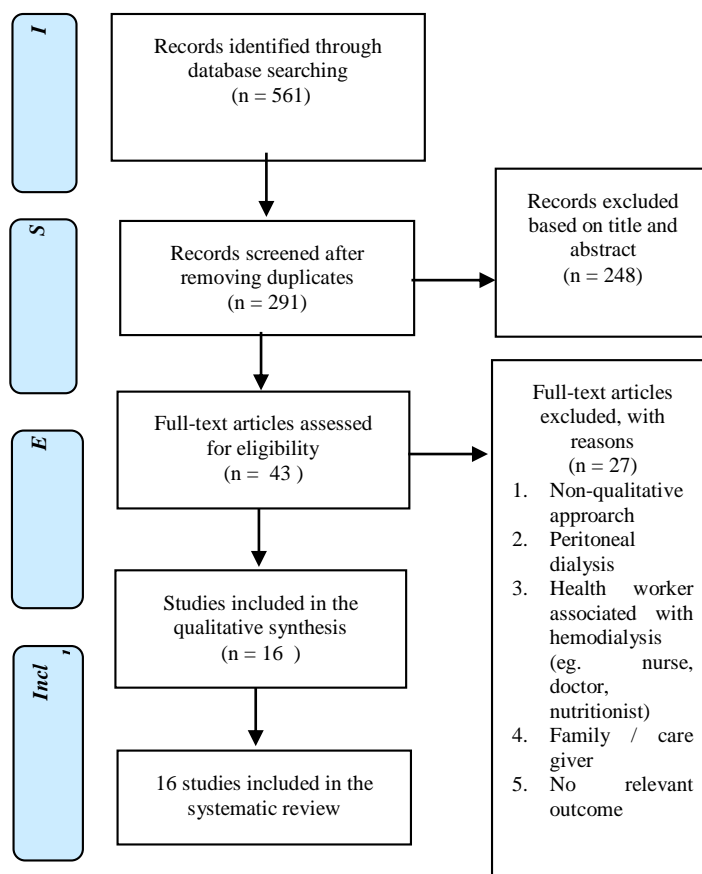 I
Records identified through
database searching
(n = 561)
Records excluded
based on title and
abstract
(n = 248)
S
Records screened after
removing duplicates
(n = 291)
Full-text articles
excluded, with
reasons
(n = 27)
1. Non-qualitative
approarch
2. Peritoneal
dialysis
3. Health worker
associated with
hemodialysis
(eg. nurse,
doctor,
nutritionist)
4. Family / care
giver
5. No relevant
outcome
E
Full-text articles assessed
for eligibility
(n = 43 )
Studies included in the
qualitative synthesis
(n = 16 )
Incl
16 studies included in the
systematic review